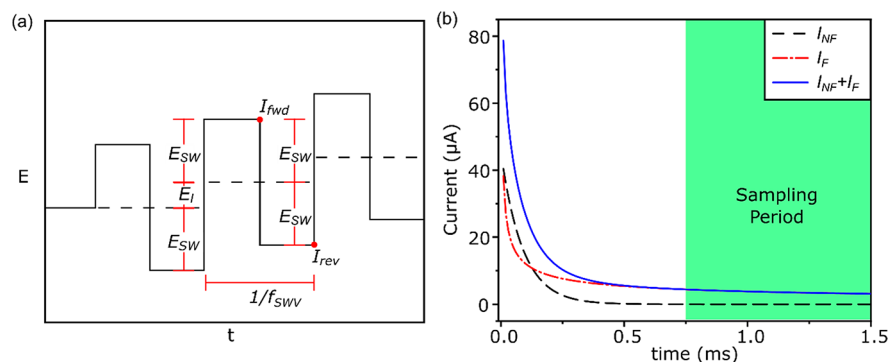 (a)
E
E_SW
E_I
E_SW
I_fwd
E_SW
E_SW
I_rev
1/f_SWV
t
(b)
Current (μA)
80
60
40
20
0
I_NF
I_F
I_NF+I_F
Sampling
Period
0.0
0.5
1.0
1.5
time (ms)